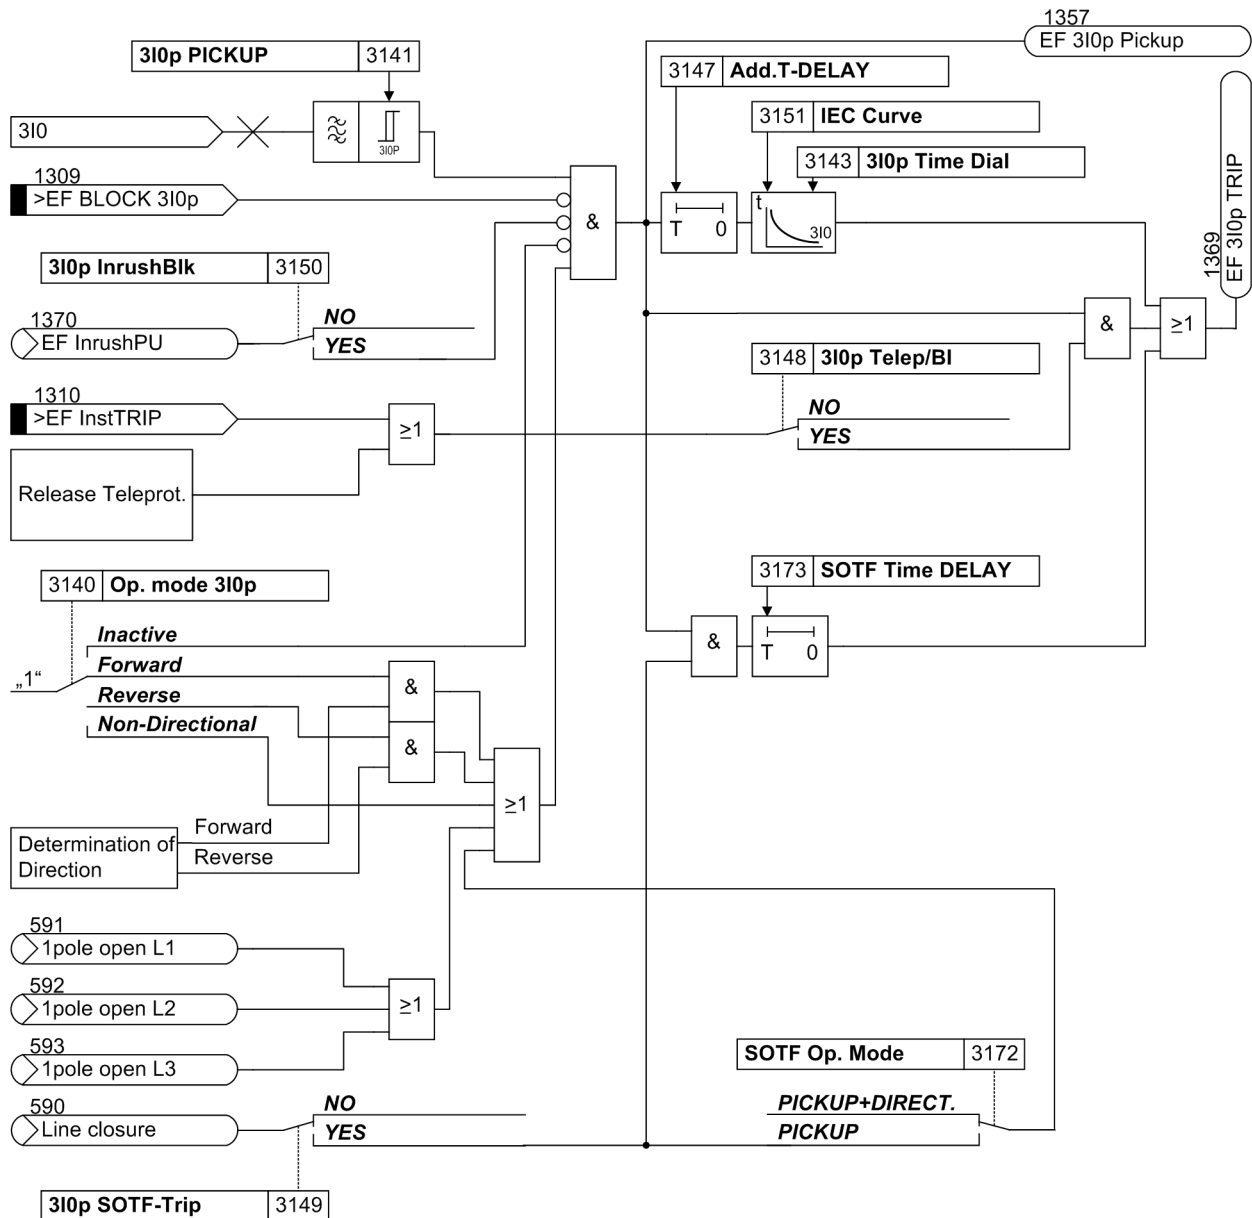 1357
EF 3I0p Pickup
3I0p PICKUP 3141
3147 Add.T-DELAY
3151 IEC Curve
3143 3I0p Time Dial
3I0
3I0P
1309
>EF BLOCK 3I0p
&
T 0
t
3I0
1369
EF 3I0p TRIP
3I0p InrushBlk 3150
1370
EF InrushPU
NO
YES
&
≥1
3148 3I0p Telep/BI
NO
YES
1310
>EF InstTRIP
≥1
Release Teleprot.
3173 SOTF Time DELAY
&
T 0
3140 Op. mode 3I0p
Inactive
Forward
Reverse
Non-Directional
„1“
&
&
≥1
Determination of
Direction
Forward
Reverse
591
1pole open L1
592
1pole open L2
593
1pole open L3
≥1
590
Line closure
NO
YES
3I0p SOTF-Trip 3149
SOTF Op. Mode 3172
PICKUP+DIRECT.
PICKUP